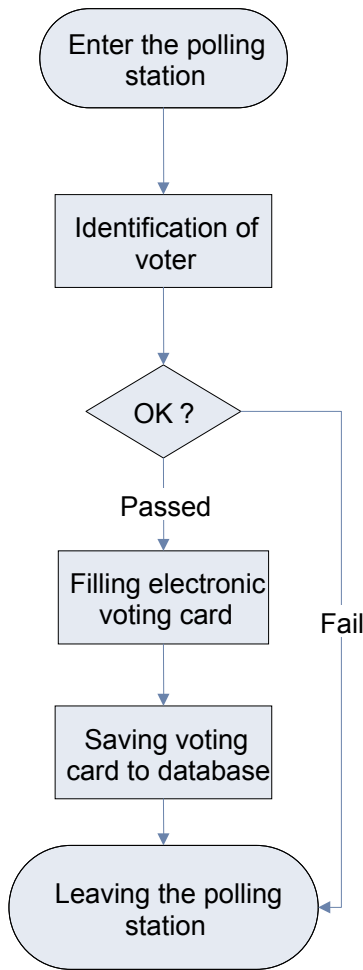 Enter the polling
station
Identification of
voter
OK ?
Passed
Filling electronic
voting card
Fail
Saving voting
card to database
Leaving the polling
station